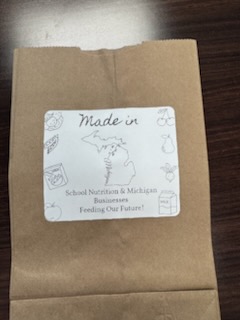 Made in
School Nutrition & Michigan
Businesses
Feeding Our Future!